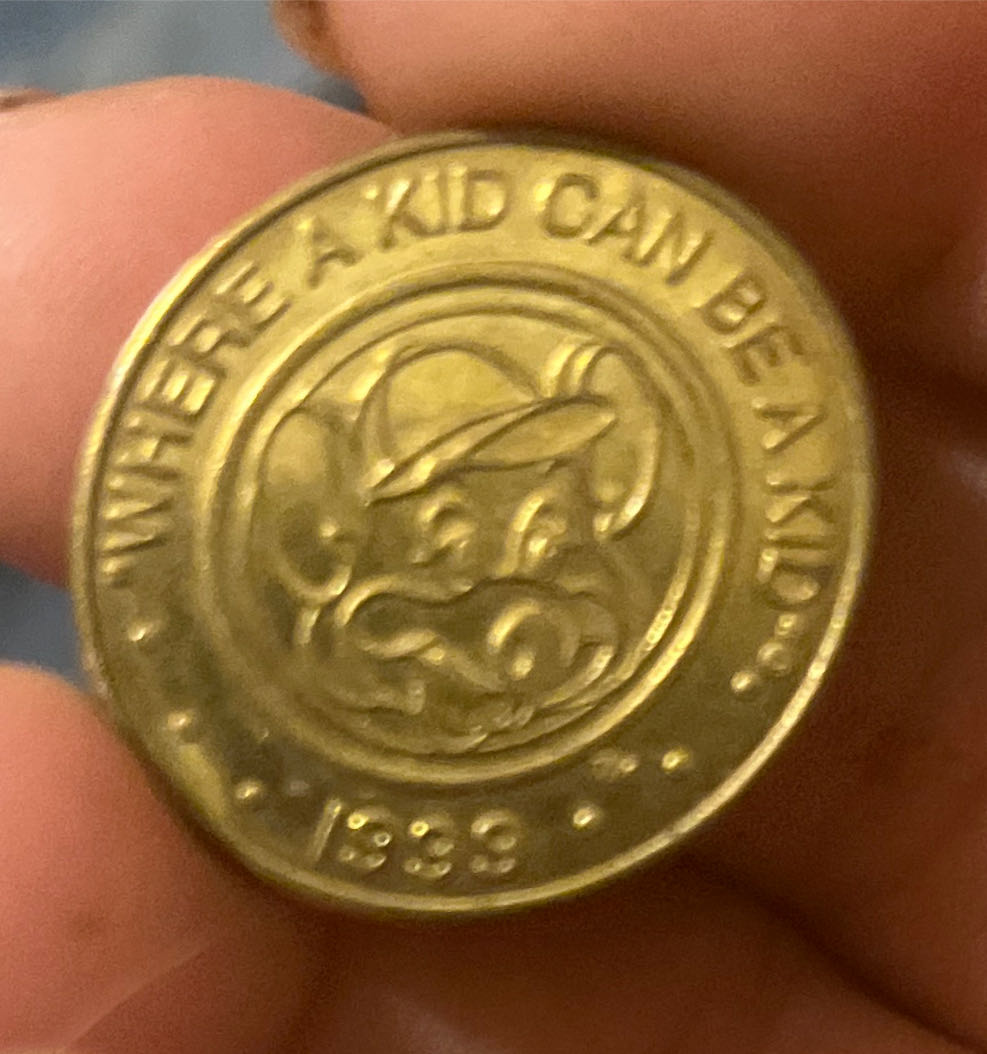 "WHERE A KID CAN BE A KID"®
1999